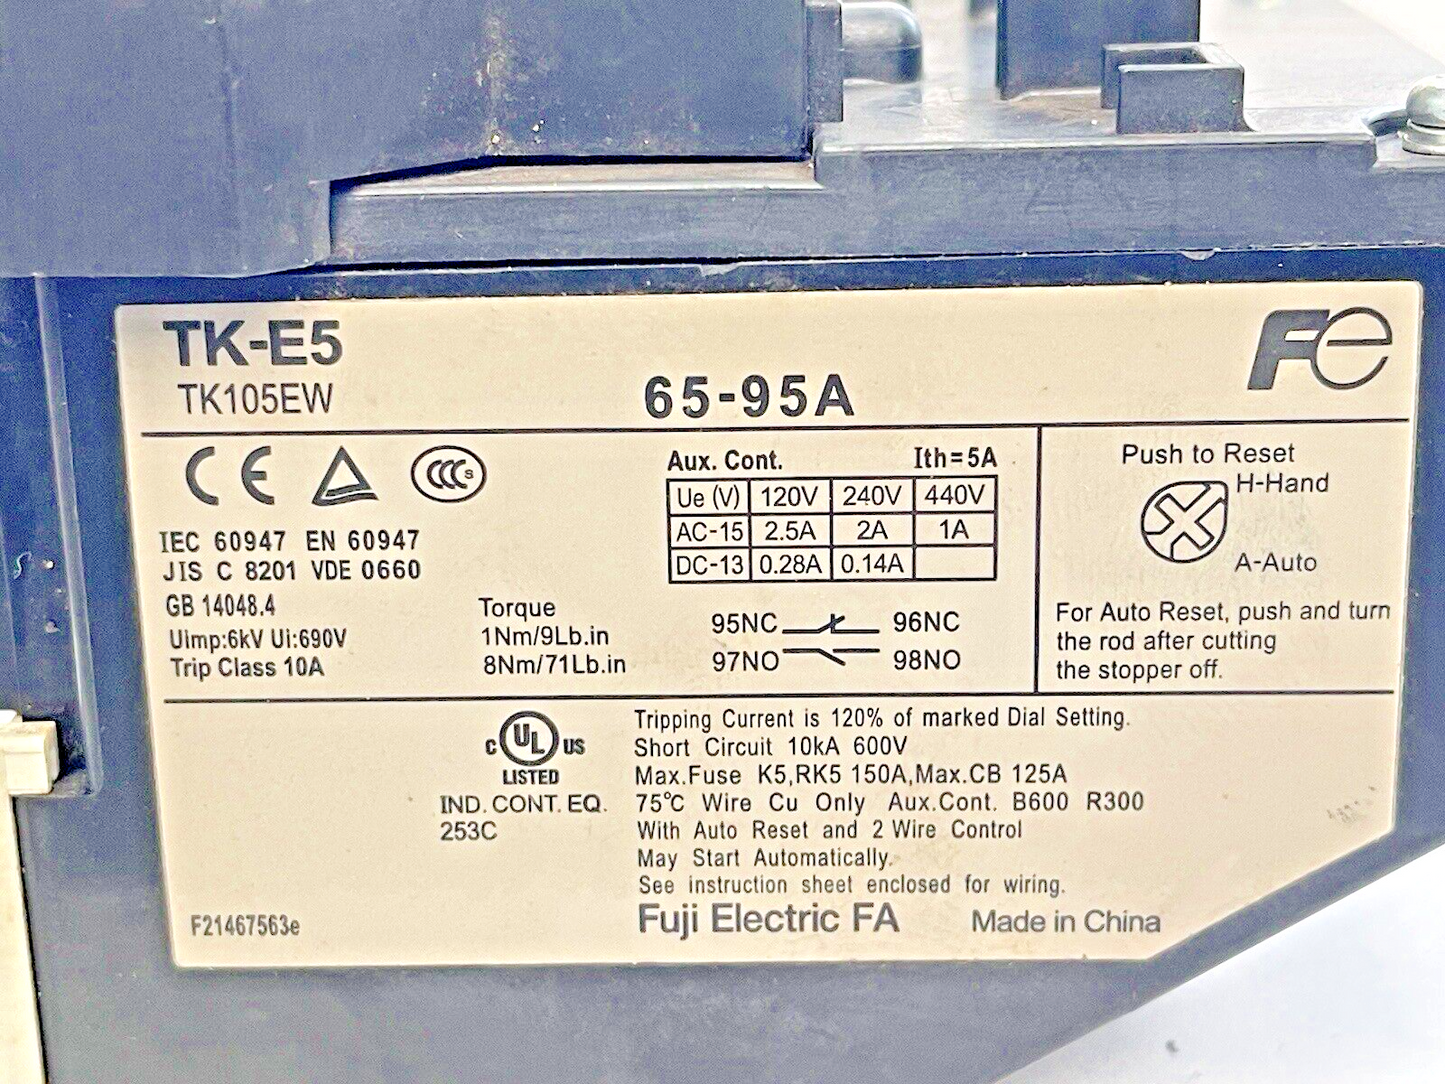 TK-E5
TK105EW
65-95A
Fe
CE
CCC S
IEC 60947 EN 60947
JIS C 8201 VDE 0660
GB 14048.4
Uimp:6kV Ui:690V
Trip Class 10A
Torque
1Nm/9Lb.in
8Nm/71Lb.in
Aux. Cont. Ith=5A
Ue (V) 120V 240V 440V
AC-15 2.5A 2A 1A
DC-13 0.28A 0.14A
95NC 96NC
97NO 98NO
Push to Reset
H-Hand
A-Auto
For Auto Reset, push and turn
the rod after cutting
the stopper off.
C UL US
LISTED
IND. CONT. EQ.
253C
Tripping Current is 120% of marked Dial Setting.
Short Circuit 10kA 600V
Max.Fuse K5,RK5 150A,Max.CB 125A
75°C Wire Cu Only Aux.Cont. B600 R300
With Auto Reset and 2 Wire Control
May Start Automatically.
See instruction sheet enclosed for wiring.
F21467563e
Fuji Electric FA Made in China